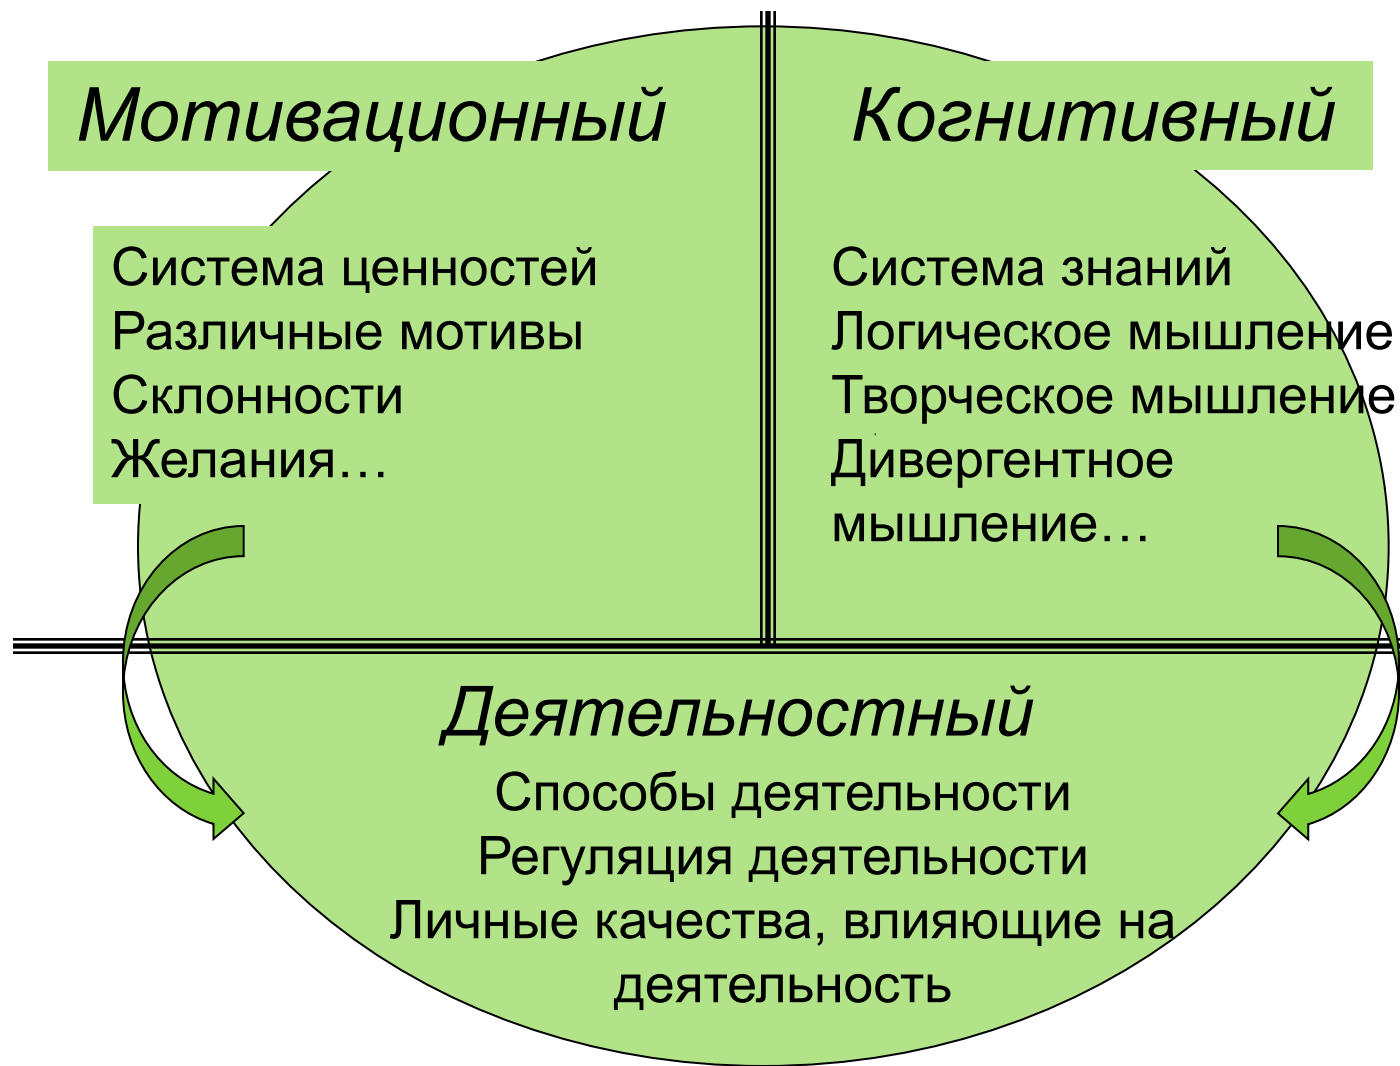 Мотивационный
Система ценностей
Различные мотивы
Склонности
Желания…
Когнитивный
Система знаний
Логическое мышление
Творческое мышление
Дивергентное
мышление…
Деятельностный
Способы деятельности
Регуляция деятельности
Личные качества, влияющие на
деятельность